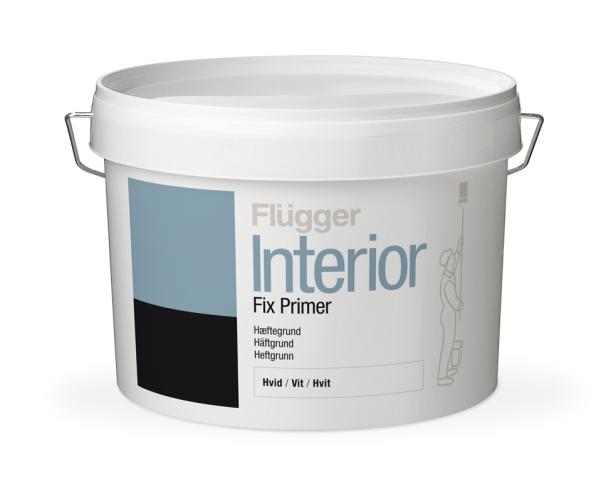 Flügger
Interior
Fix Primer
Hæftegrund
Häftgrund
Heftgrunn
Hvid / Vit / Hvit